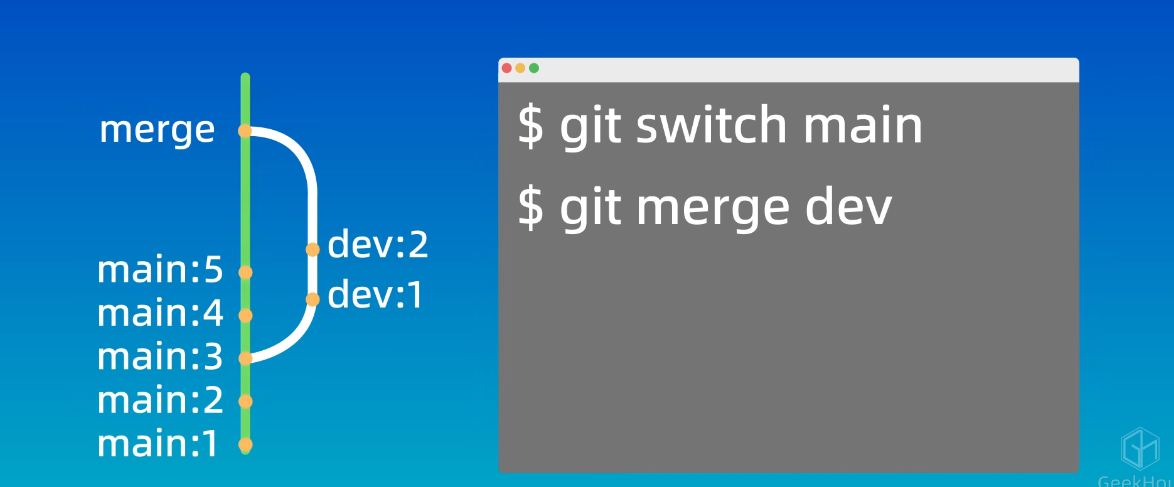 merge
dev:2
main:5
dev:1
main:4
main:3
main:2
main:1
$ git switch main
$ git merge dev